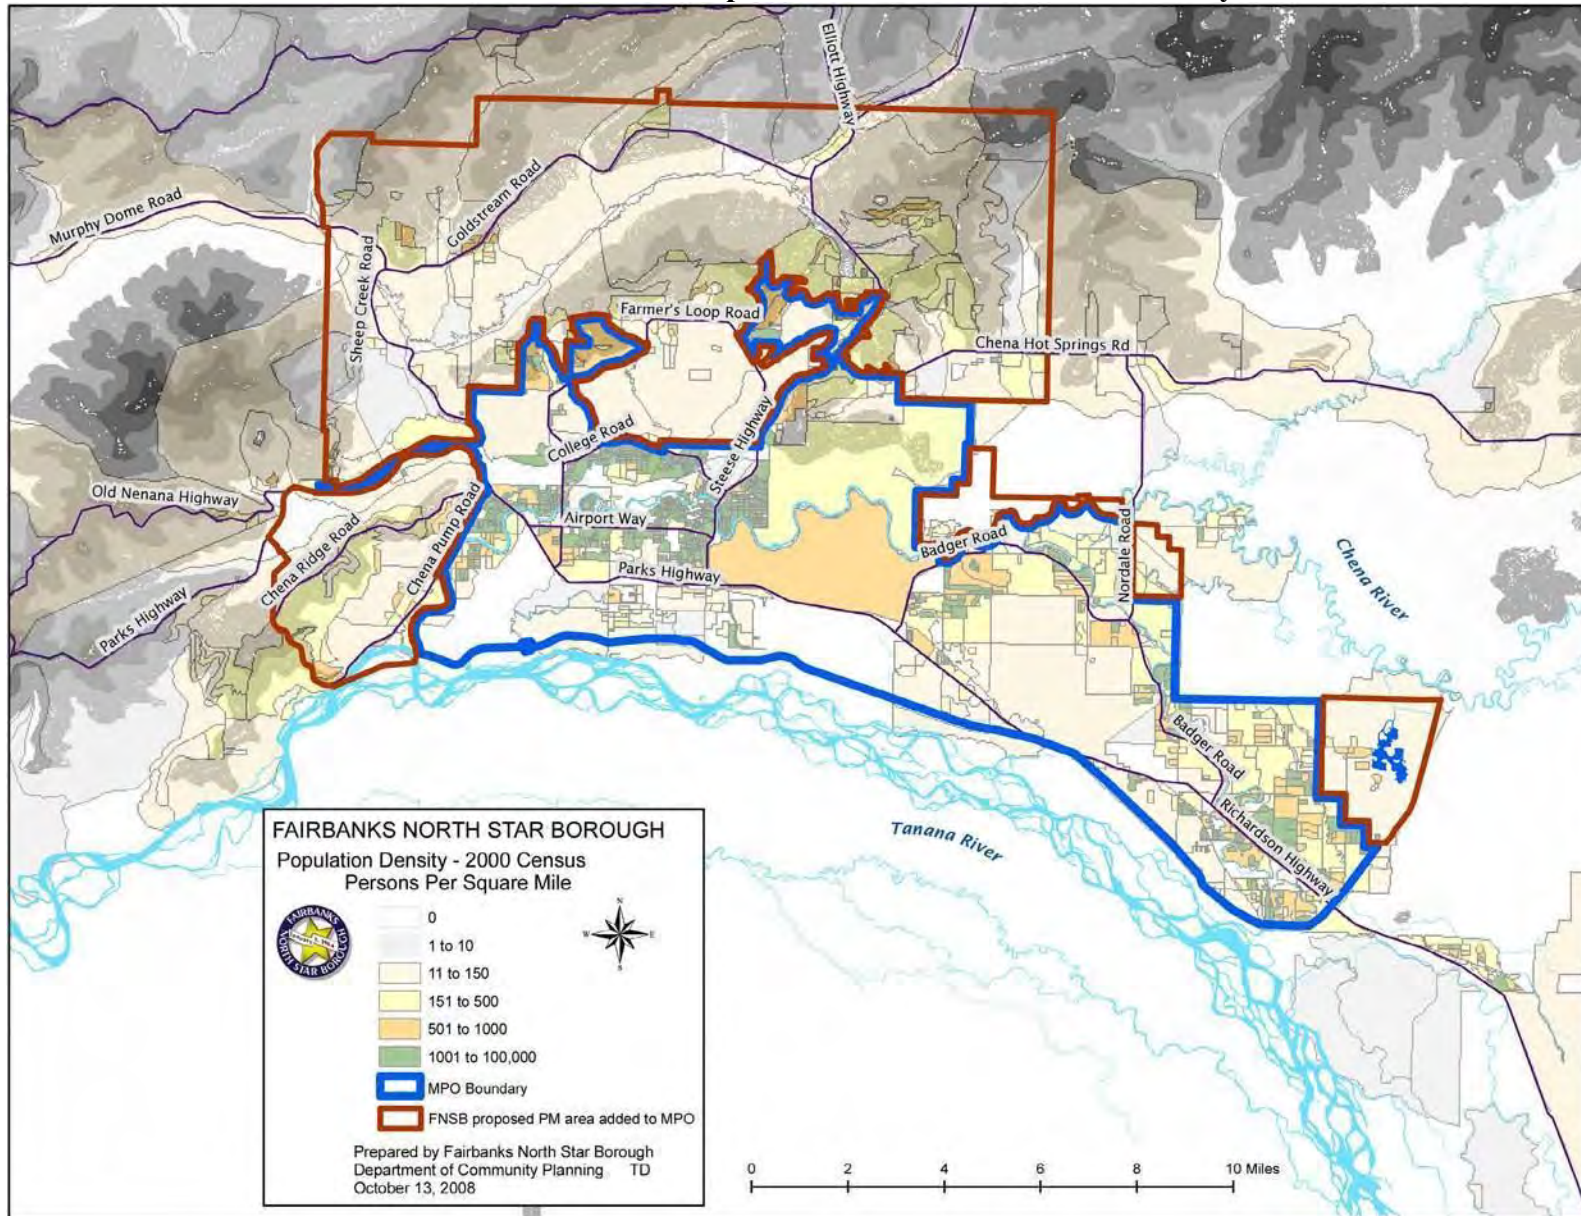 Elliott Highway
Murphy Dome Road
Goldstream Road
Sheep Creek Road
Farmer's Loop Road
Chena Hot Springs Rd
Steese Highway
College Road
Old Nenana Highway
Airport Way
Badger Road
Nordale Road
Chena River
Chena Ridge Road
Chena Pump Road
Parks Highway
Parks Highway
Badger Road
Richardson Highway
Tanana River
FAIRBANKS NORTH STAR BOROUGH
Population Density - 2000 Census
Persons Per Square Mile
FAIRBANKS
NORTH STAR BOROUGH
N
W E
S
0
1 to 10
11 to 150
151 to 500
501 to 1000
1001 to 100,000
MPO Boundary
FNSB proposed PM area added to MPO
Prepared by Fairbanks North Star Borough
Department of Community Planning TD
October 13, 2008
0 2 4 6 8 10 Miles